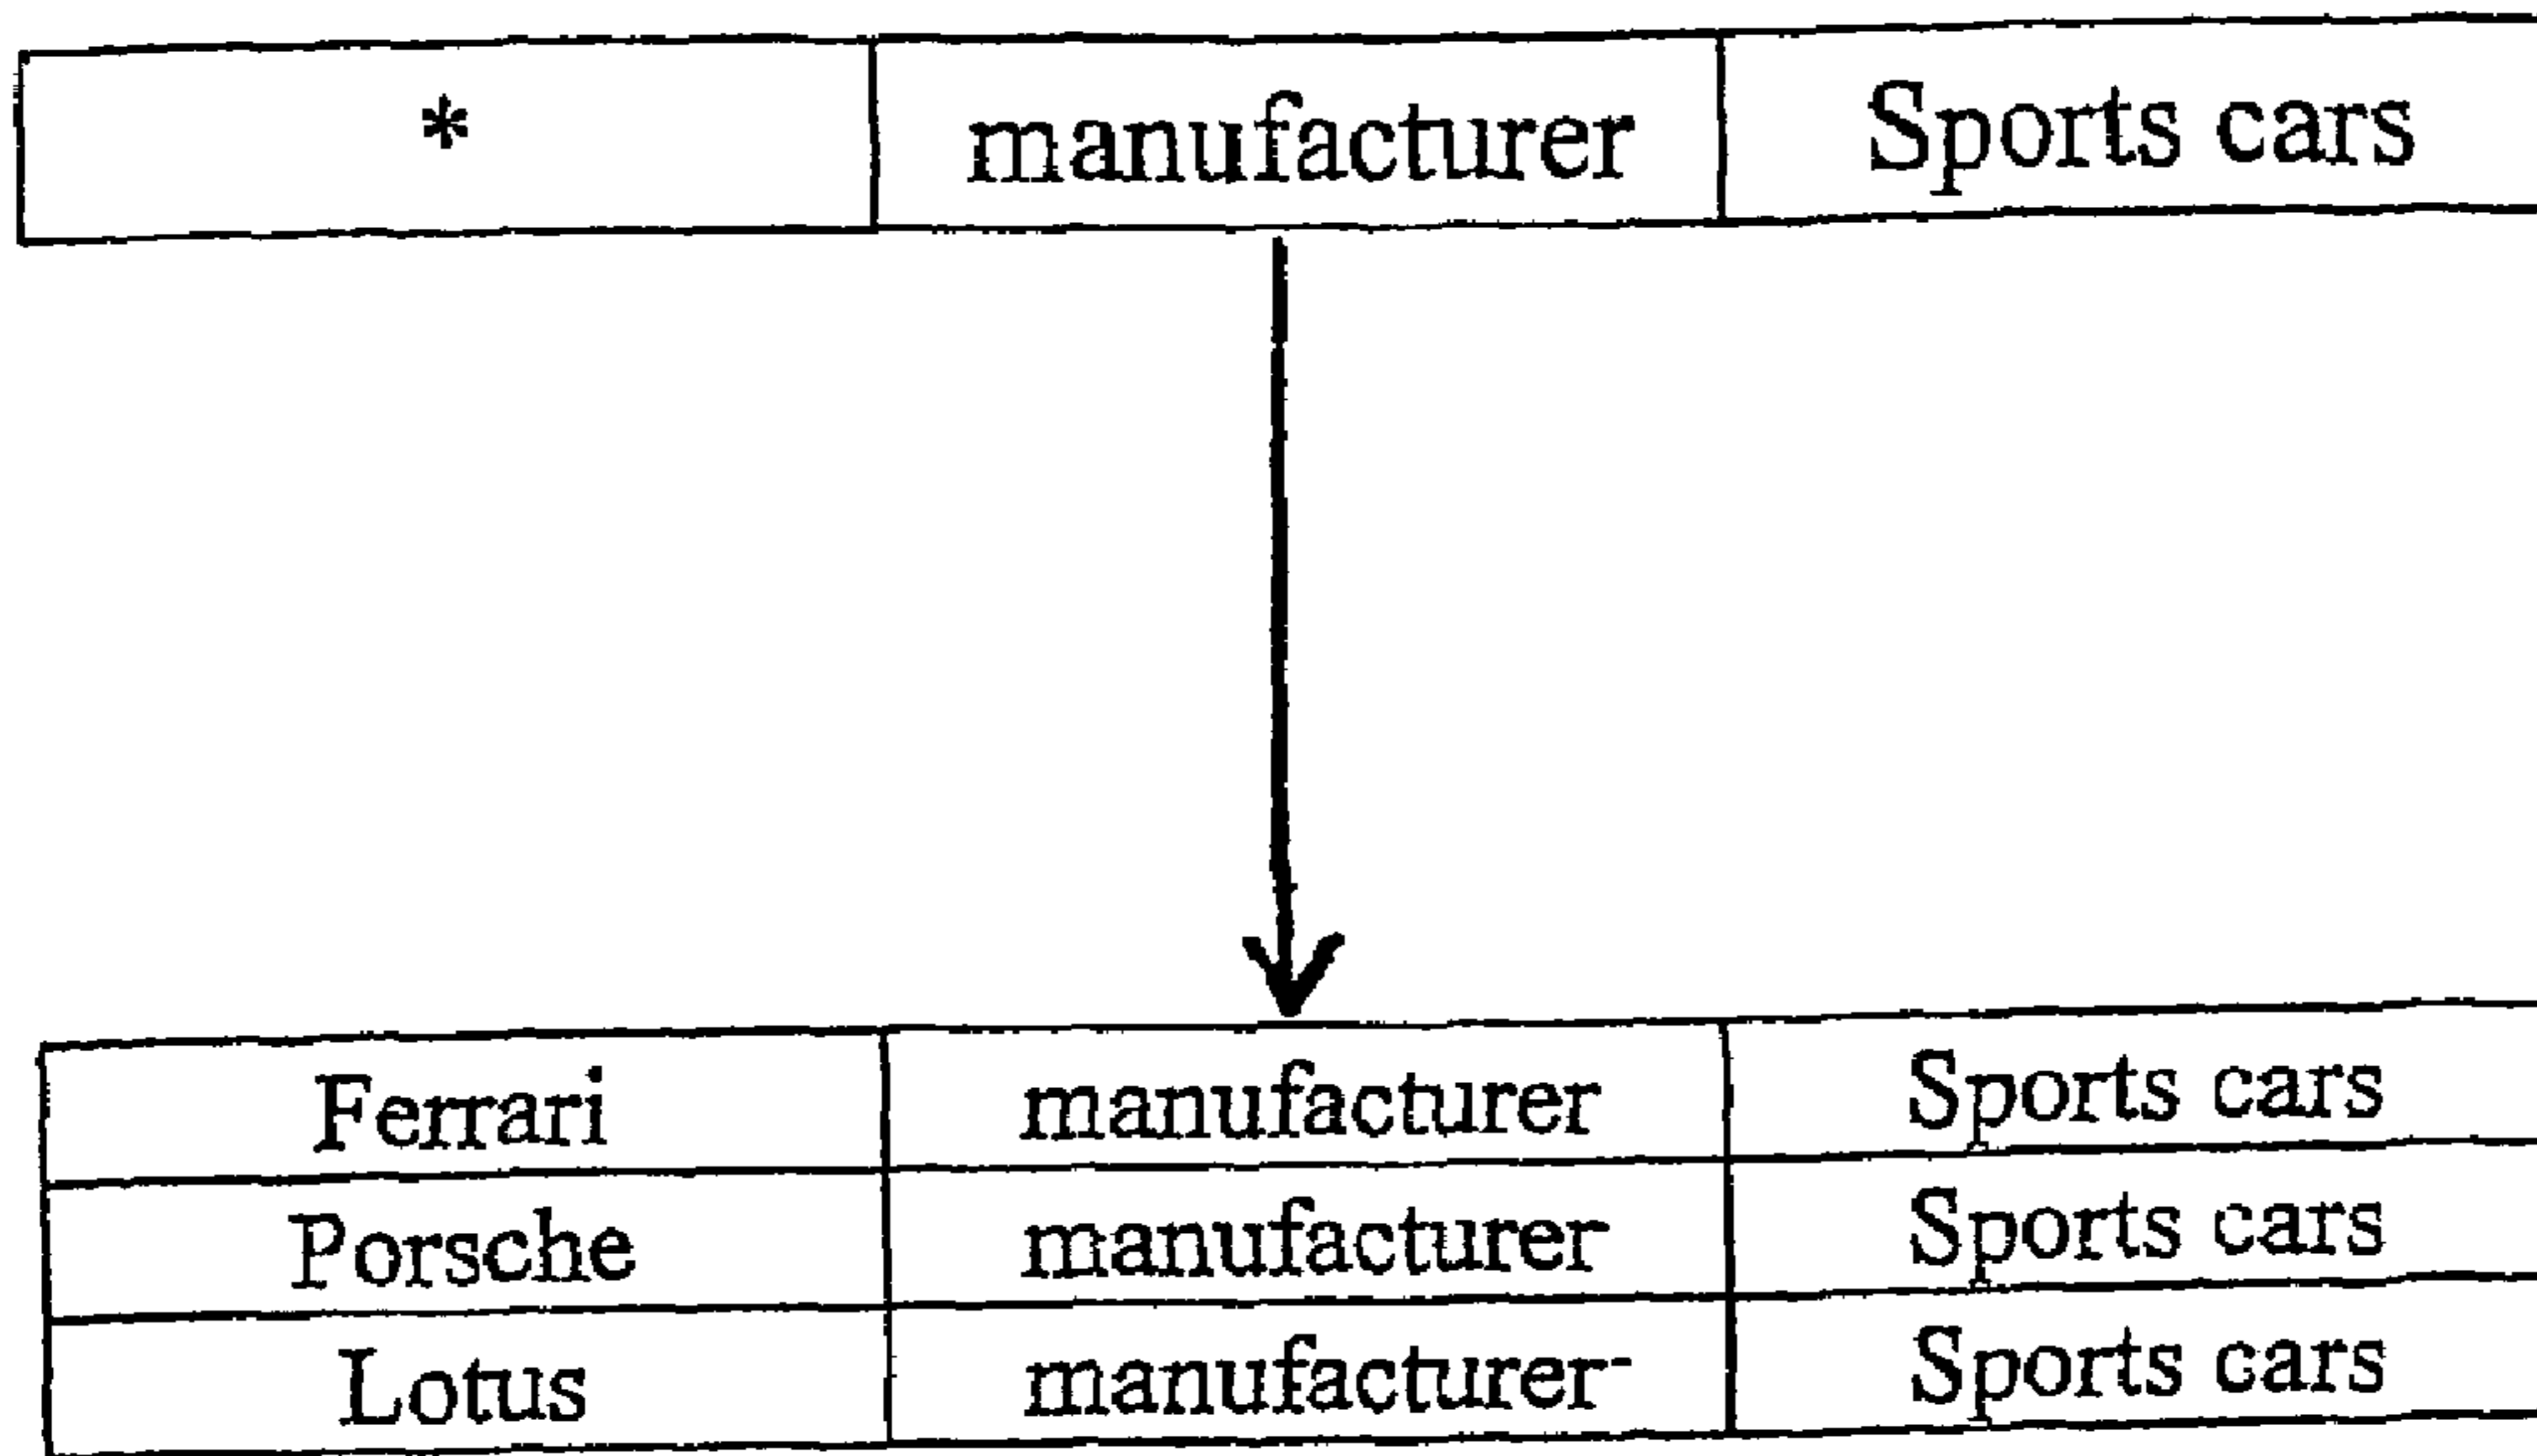 * manufacturer Sports cars
Ferrari manufacturer Sports cars
Porsche manufacturer Sports cars
Lotus manufacturer Sports cars